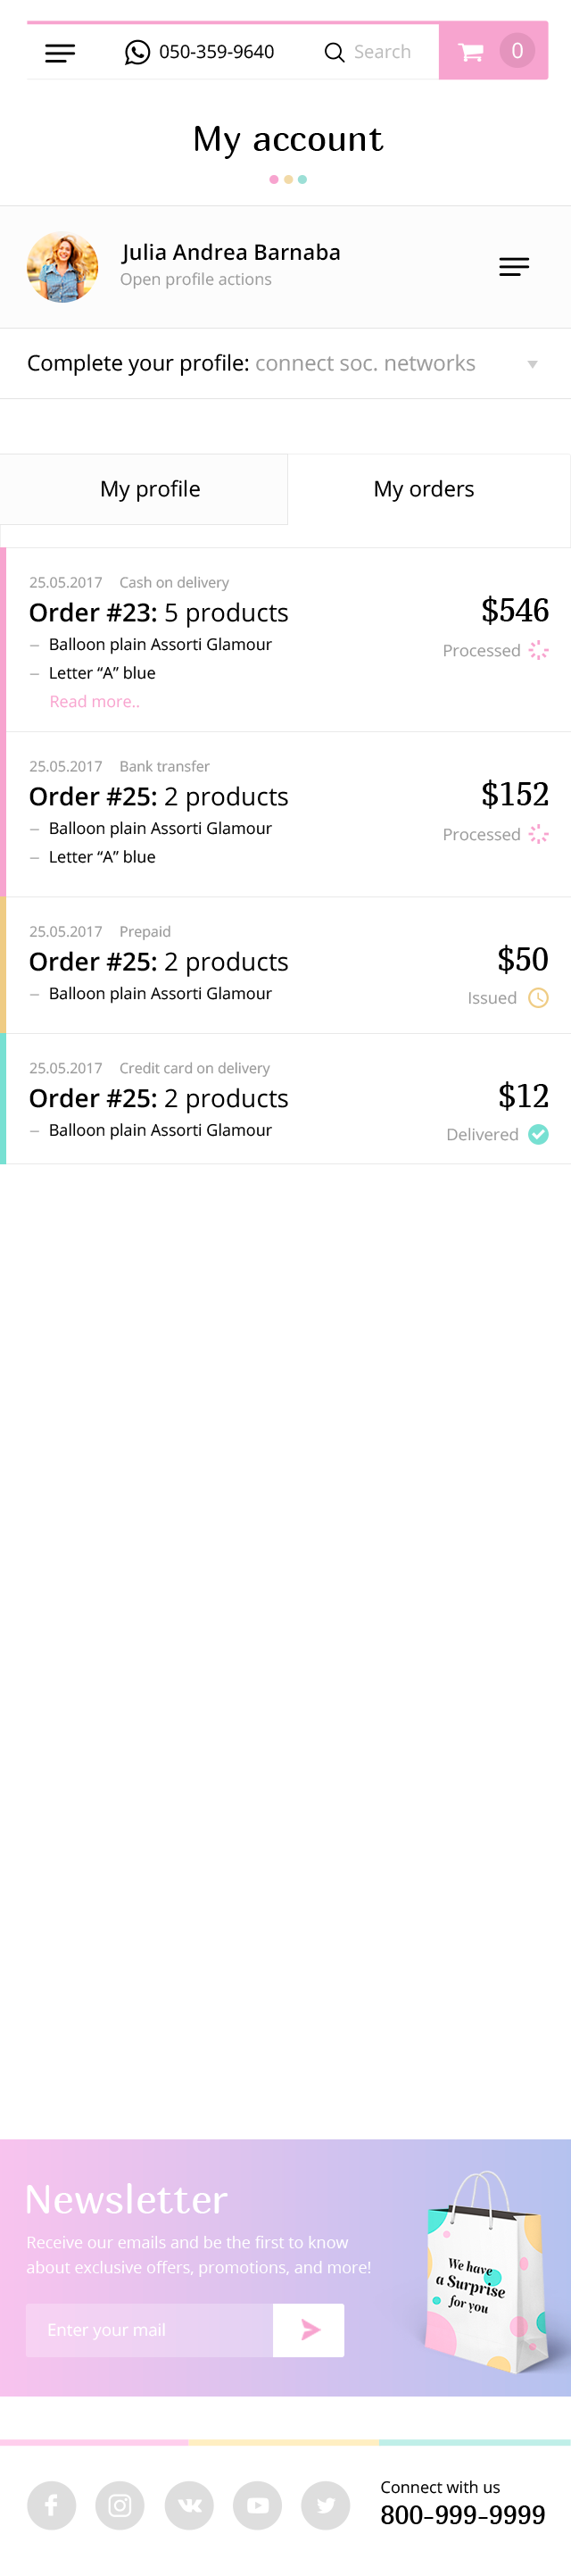 050-359-9640 Search 0
My account
Julia Andrea Barnaba
Open profile actions
Complete your profile: connect soc. networks
My profile My orders
25.05.2017 Cash on delivery
Order #23: 5 products $546
– Balloon plain Assorti Glamour
Processed
– Letter “A” blue
Read more..
25.05.2017 Bank transfer
Order #25: 2 products $152
– Balloon plain Assorti Glamour
Processed
– Letter “A” blue
25.05.2017 Prepaid
Order #25: 2 products $50
– Balloon plain Assorti Glamour
Issued
25.05.2017 Credit card on delivery
Order #25: 2 products $12
– Balloon plain Assorti Glamour
Delivered
Newsletter
Receive our emails and be the first to know
about exclusive offers, promotions, and more!
Enter your mail
We have
a Surprise
for you
Connect with us
800-999-9999